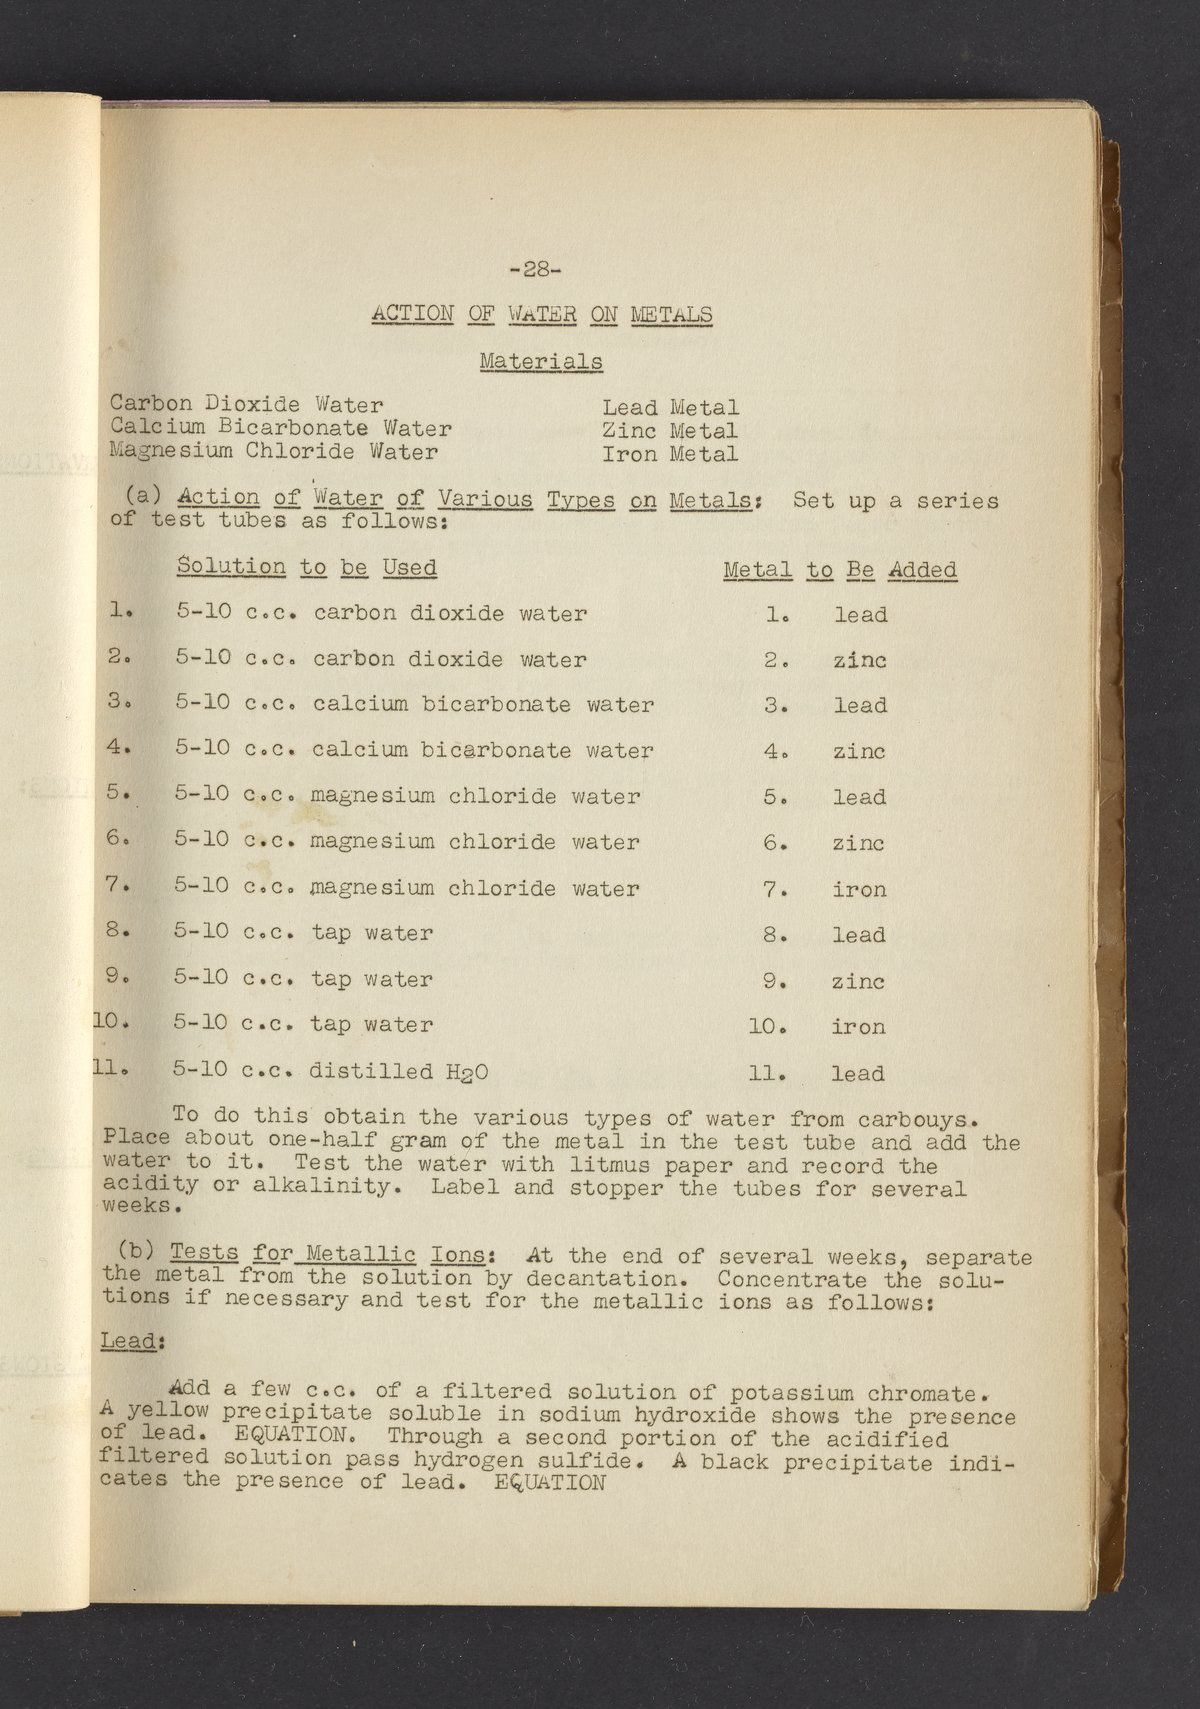 -28-
ACTION OF WATER ON METALS
Materials
Carbon Dioxide Water Lead Metal
Calcium Bicarbonate Water Zinc Metal
Magnesium Chloride Water Iron Metal
(a) Action of Water of Various Types on Metals: Set up a series
of test tubes as follows:
Solution to be Used Metal to Be Added
1. 5-10 c.c. carbon dioxide water 1. lead
2. 5-10 c.c. carbon dioxide water 2. zinc
3. 5-10 c.c. calcium bicarbonate water 3. lead
4. 5-10 c.c. calcium bicarbonate water 4. zinc
5. 5-10 c.c. magnesium chloride water 5. lead
6. 5-10 c.c. magnesium chloride water 6. zinc
7. 5-10 c.c. magnesium chloride water 7. iron
8. 5-10 c.c. tap water 8. lead
9. 5-10 c.c. tap water 9. zinc
10. 5-10 c.c. tap water 10. iron
11. 5-10 c.c. distilled H2O 11. lead
To do this obtain the various types of water from carbouys.
Place about one-half gram of the metal in the test tube and add the
water to it. Test the water with litmus paper and record the
acidity or alkalinity. Label and stopper the tubes for several
weeks.
(b) Tests for Metallic Ions: At the end of several weeks, separate
the metal from the solution by decantation. Concentrate the solu-
tions if necessary and test for the metallic ions as follows:
Lead:
Add a few c.c. of a filtered solution of potassium chromate.
A yellow precipitate soluble in sodium hydroxide shows the presence
of lead. EQUATION. Through a second portion of the acidified
filtered solution pass hydrogen sulfide. A black precipitate indi-
cates the presence of lead. EQUATION